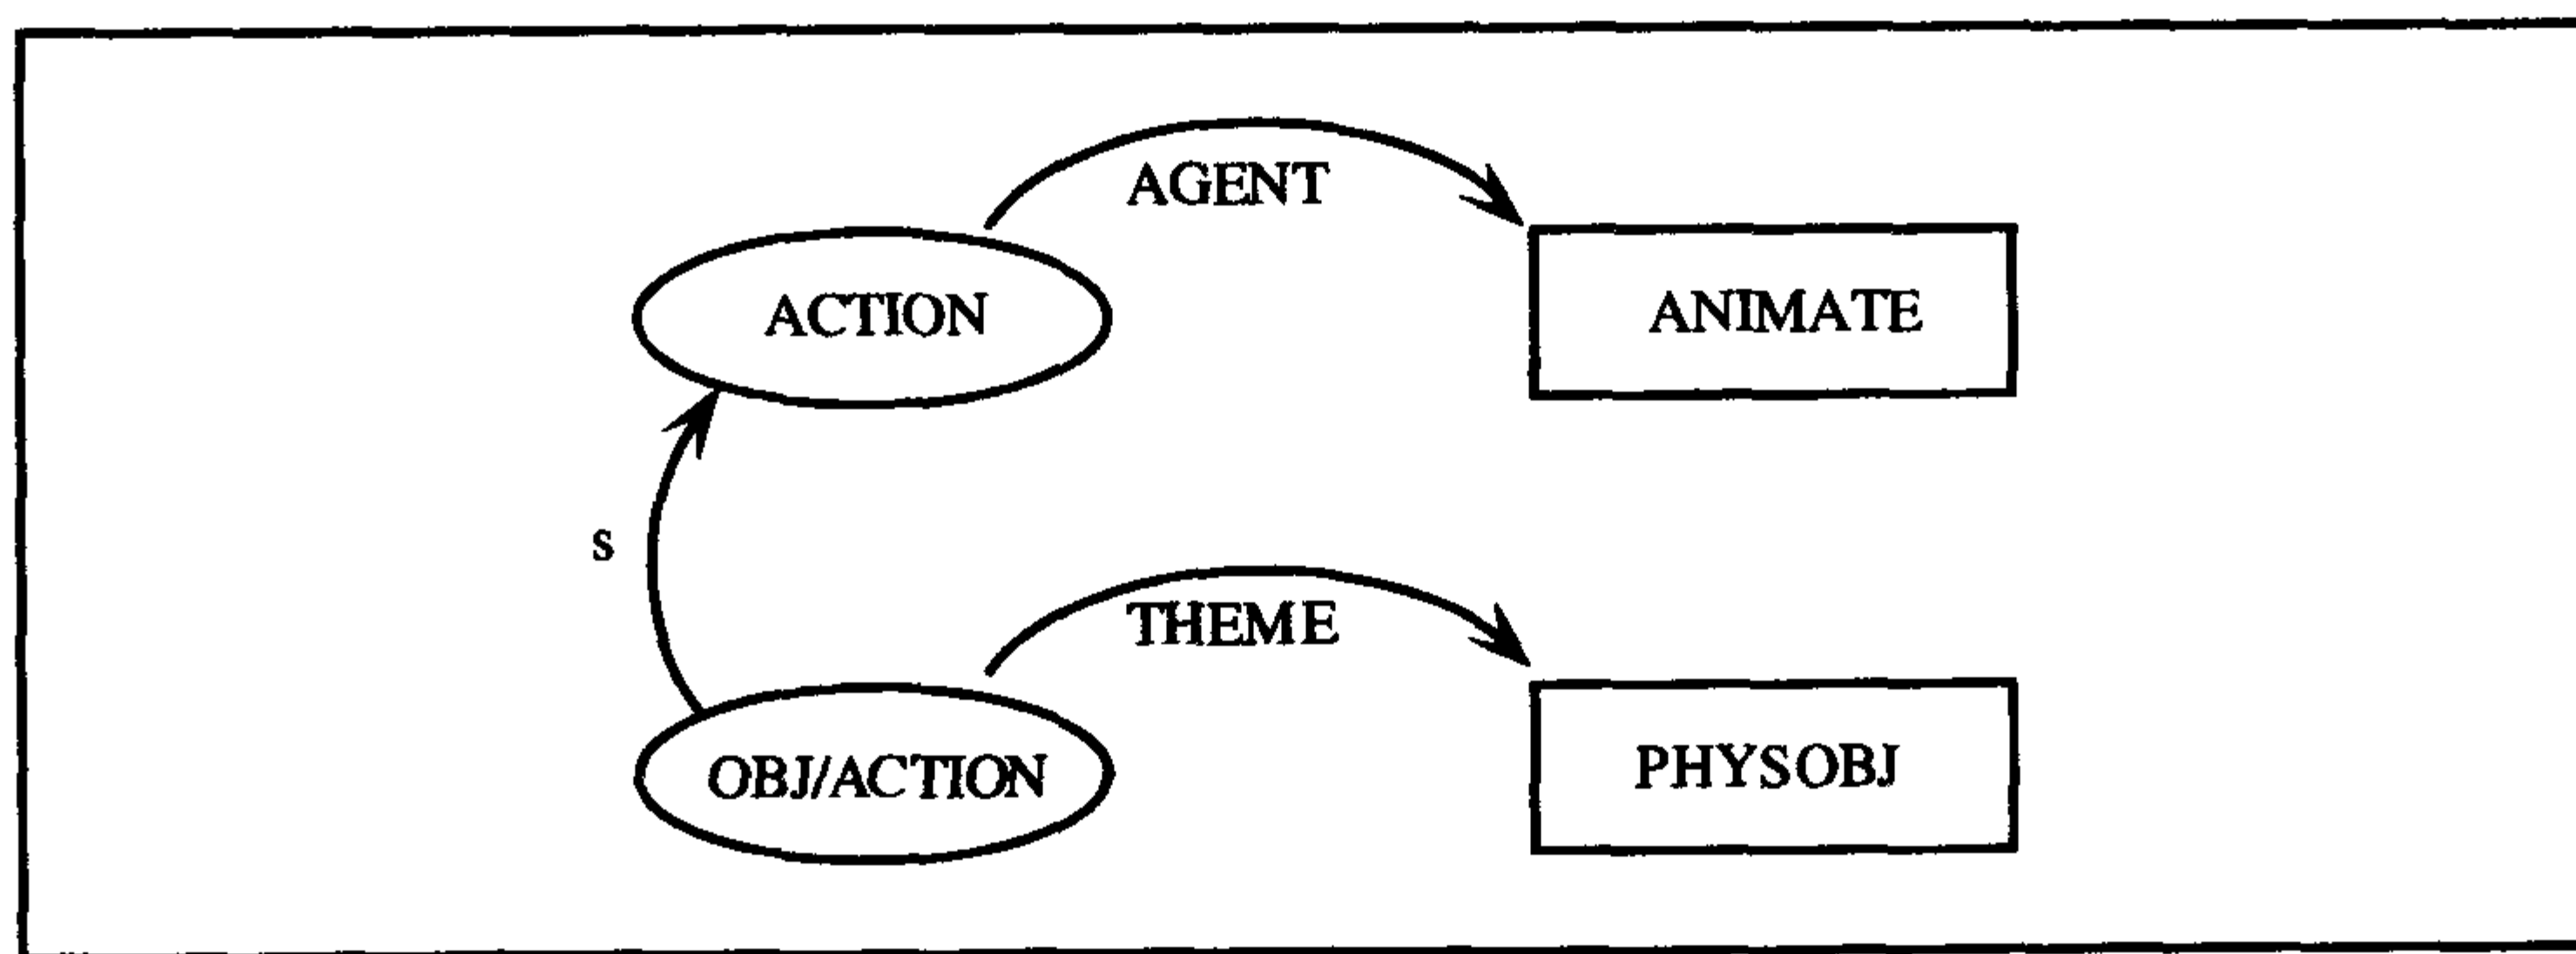 AGENT
ACTION
ANIMATE
s
THEME
OBJ/ACTION
PHYSOBJ